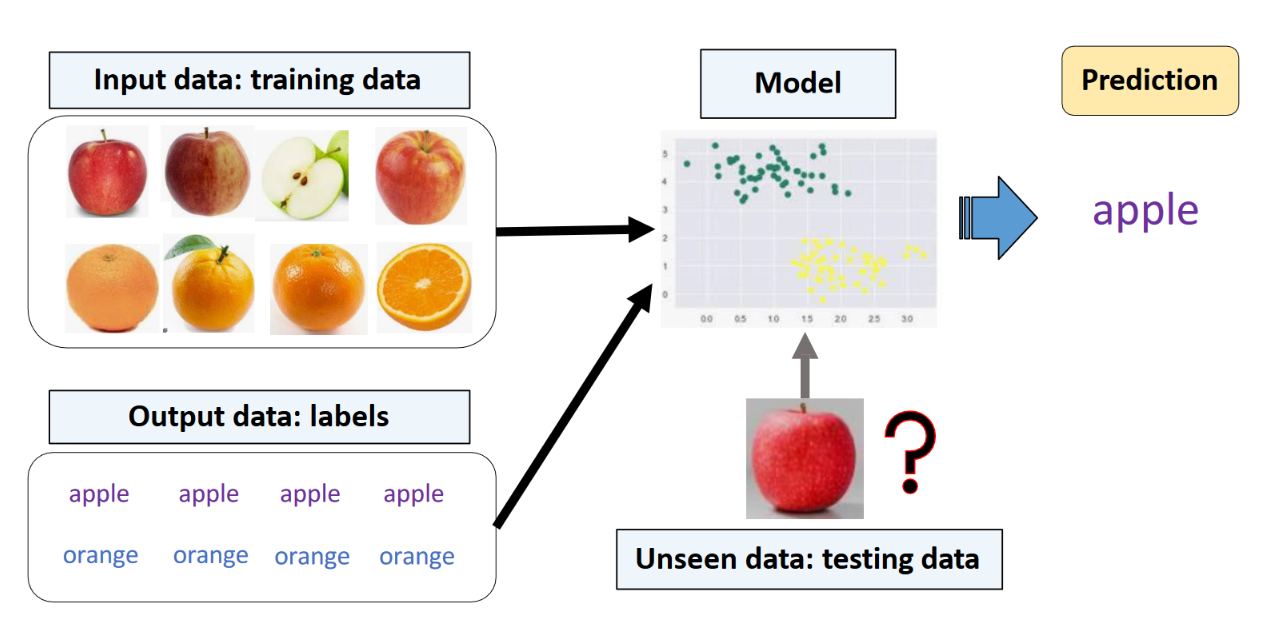 Input data: training data
Model
Prediction
5
4
3
2
1
0
0.0 0.5 1.0 1.5 2.0 2.5 3.0
apple
Output data: labels
apple apple apple apple
orange orange orange orange
?
Unseen data: testing data